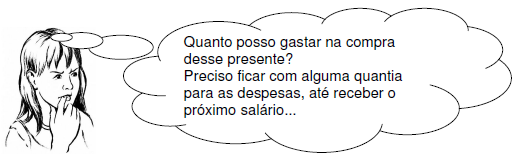 Quanto posso gastar na compra
desse presente?
Preciso ficar com alguma quantia
para as despesas, até receber o
próximo salário...